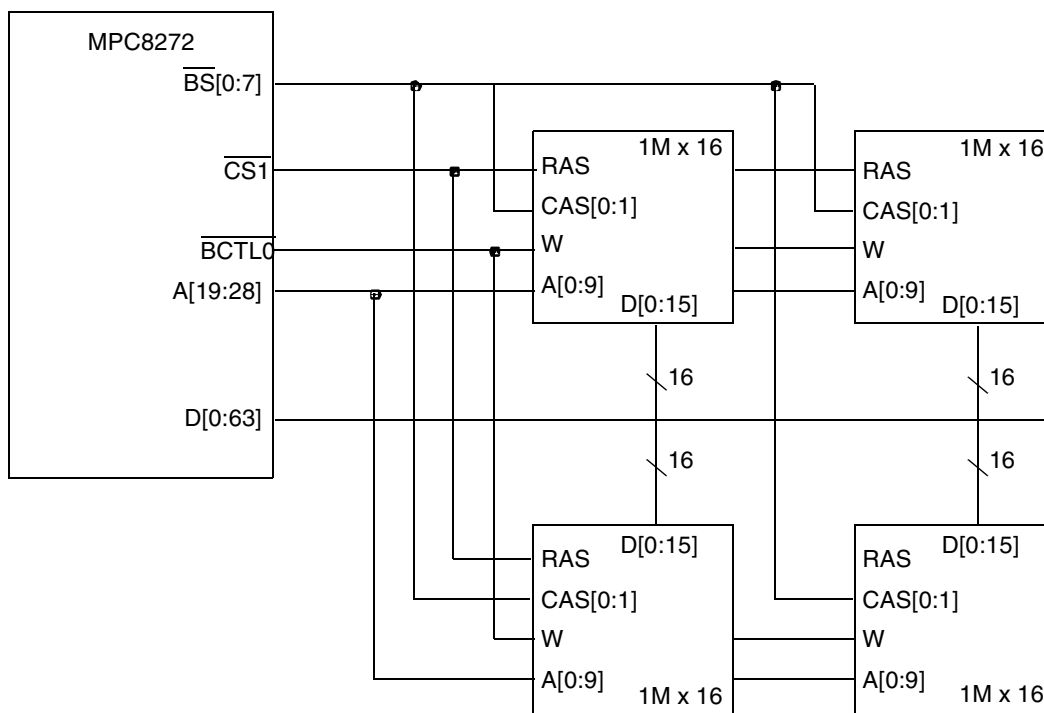 MPC8272
BS[0:7]
CS1
BCTL0
A[19:28]
D[0:63]
1M x 16
RAS
CAS[0:1]
W
A[0:9]
D[0:15]
1M x 16
RAS
CAS[0:1]
W
A[0:9]
D[0:15]
16
16
16
16
D[0:15]
RAS
CAS[0:1]
W
A[0:9]
1M x 16
D[0:15]
RAS
CAS[0:1]
W
A[0:9]
1M x 16